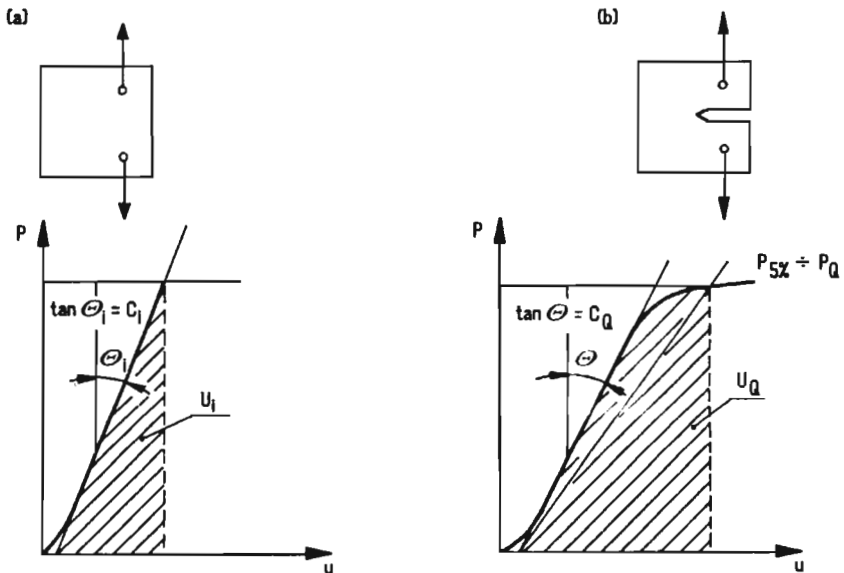 (a)
(b)
P
tan Θi = Ci
Θi
Ui
u
P
P5% ÷ PQ
tan Θ = CQ
Θ
UQ
u